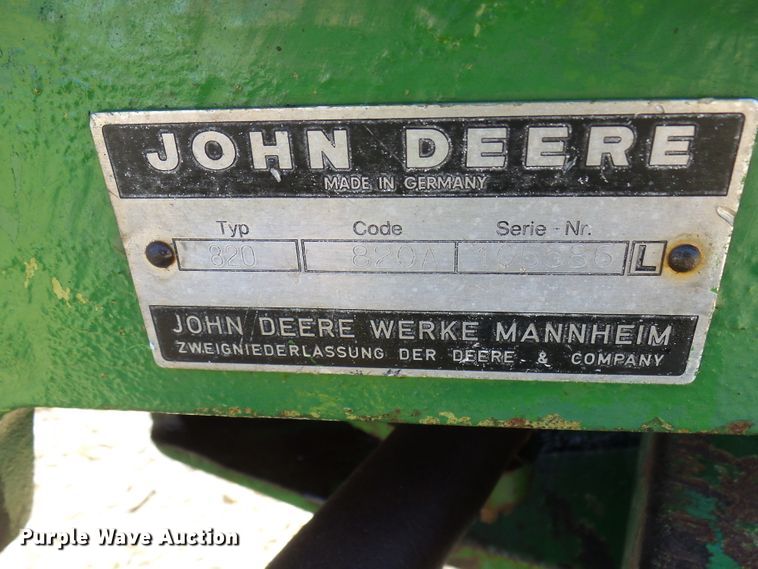 JOHN DEERE
MADE IN GERMANY
Typ Code Serie - Nr.
820 820A L
JOHN DEERE WERKE MANNHEIM
ZWEIGNIEDERLASSUNG DER DEERE & COMPANY
Purple Wave Auction